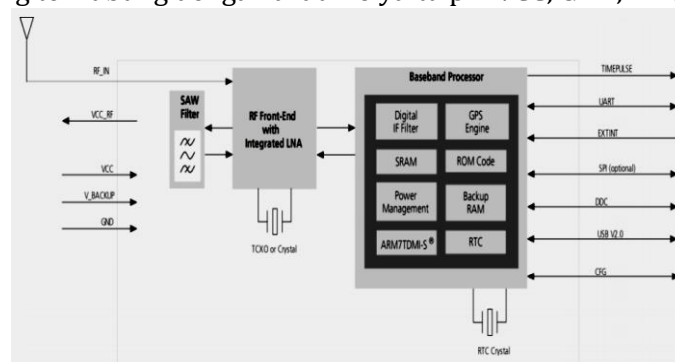 RF_IN
VCC_RF
VCC
V_BACKUP
GND
SAW
Filter
RF Front-End
with
Integrated LNA
TCXO or Crystal
Baseband Processor
Digital
IF Filter
GPS
Engine
SRAM
ROM Code
Power
Management
Backup
RAM
ARM7TDMI-S®
RTC
RTC Crystal
TIMEPULSE
UART
EXTINT
SPI (optional)
DDC
USB V2.0
CFG